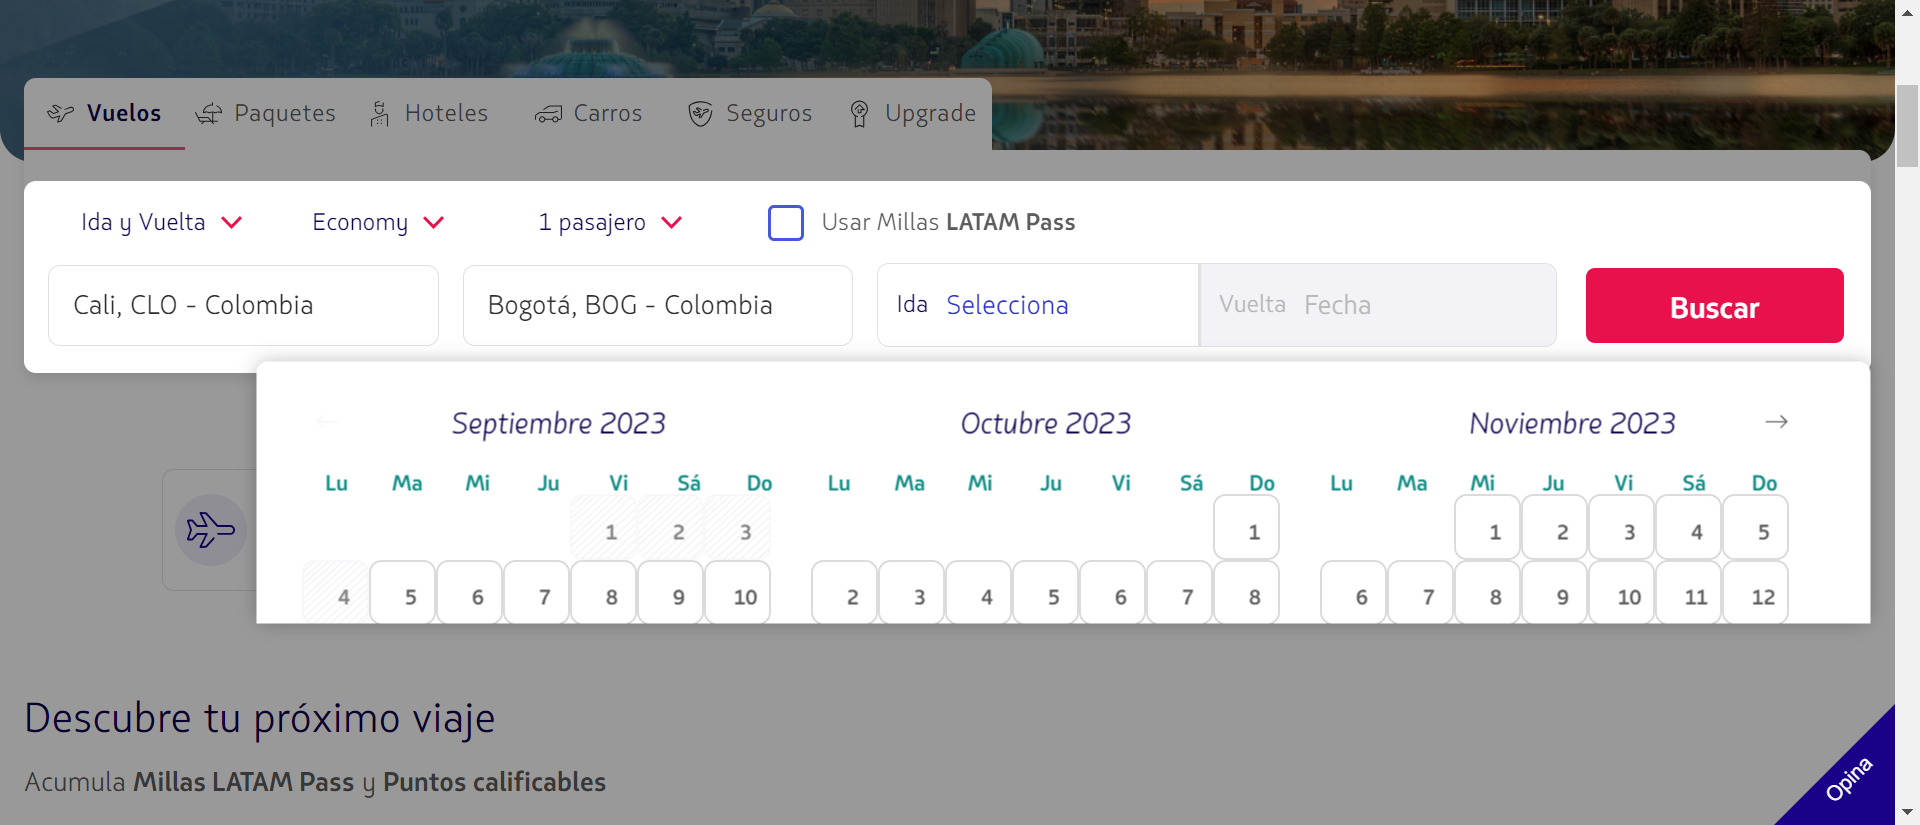 Vuelos Paquetes Hoteles Carros Seguros Upgrade
Ida y Vuelta Economy 1 pasajero Usar Millas LATAM Pass
Cali, CLO - Colombia Bogotá, BOG - Colombia Ida Selecciona Vuelta Fecha Buscar
Septiembre 2023 Octubre 2023 Noviembre 2023
Lu Ma Mi Ju Vi Sá Do Lu Ma Mi Ju Vi Sá Do Lu Ma Mi Ju Vi Sá Do
1 2 3 1 1 2 3 4 5
4 5 6 7 8 9 10 2 3 4 5 6 7 8 6 7 8 9 10 11 12
Descubre tu próximo viaje
Acumula Millas LATAM Pass y Puntos calificables
Opina